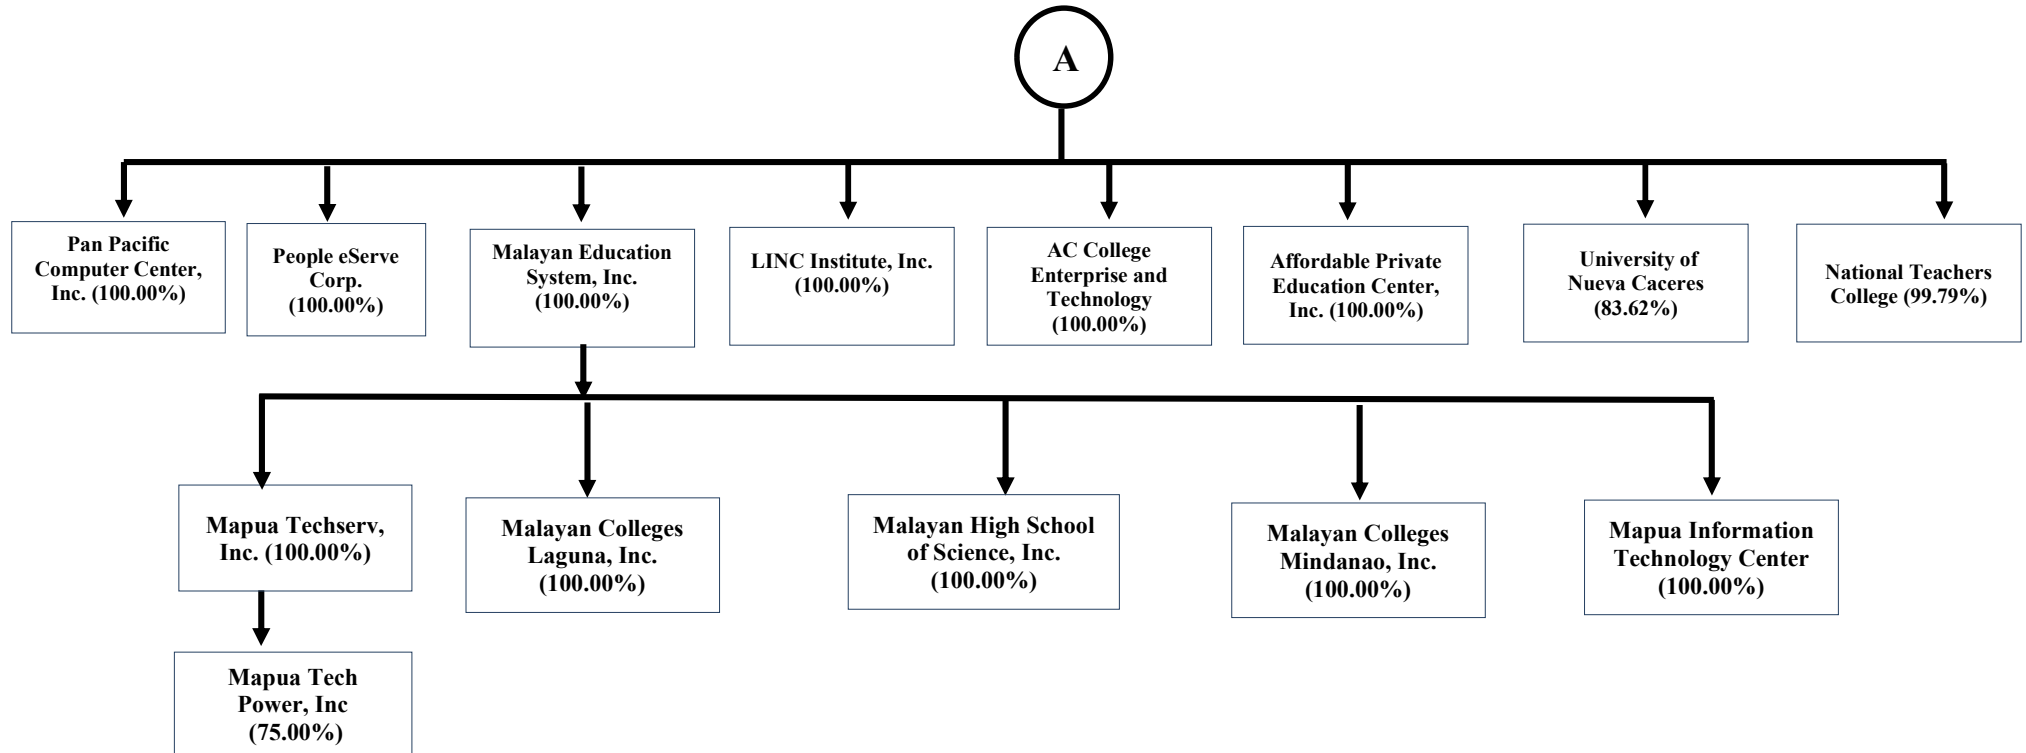 A
Pan Pacific
Computer Center,
Inc. (100.00%)
People eServe
Corp.
(100.00%)
Malayan Education
System, Inc.
(100.00%)
LINC Institute, Inc.
(100.00%)
AC College
Enterprise and
Technology
(100.00%)
Affordable Private
Education Center,
Inc. (100.00%)
University of
Nueva Caceres
(83.62%)
National Teachers
College (99.79%)
Mapua Techserv,
Inc. (100.00%)
Malayan Colleges
Laguna, Inc.
(100.00%)
Malayan High School
of Science, Inc.
(100.00%)
Malayan Colleges
Mindanao, Inc.
(100.00%)
Mapua Information
Technology Center
(100.00%)
Mapua Tech
Power, Inc
(75.00%)